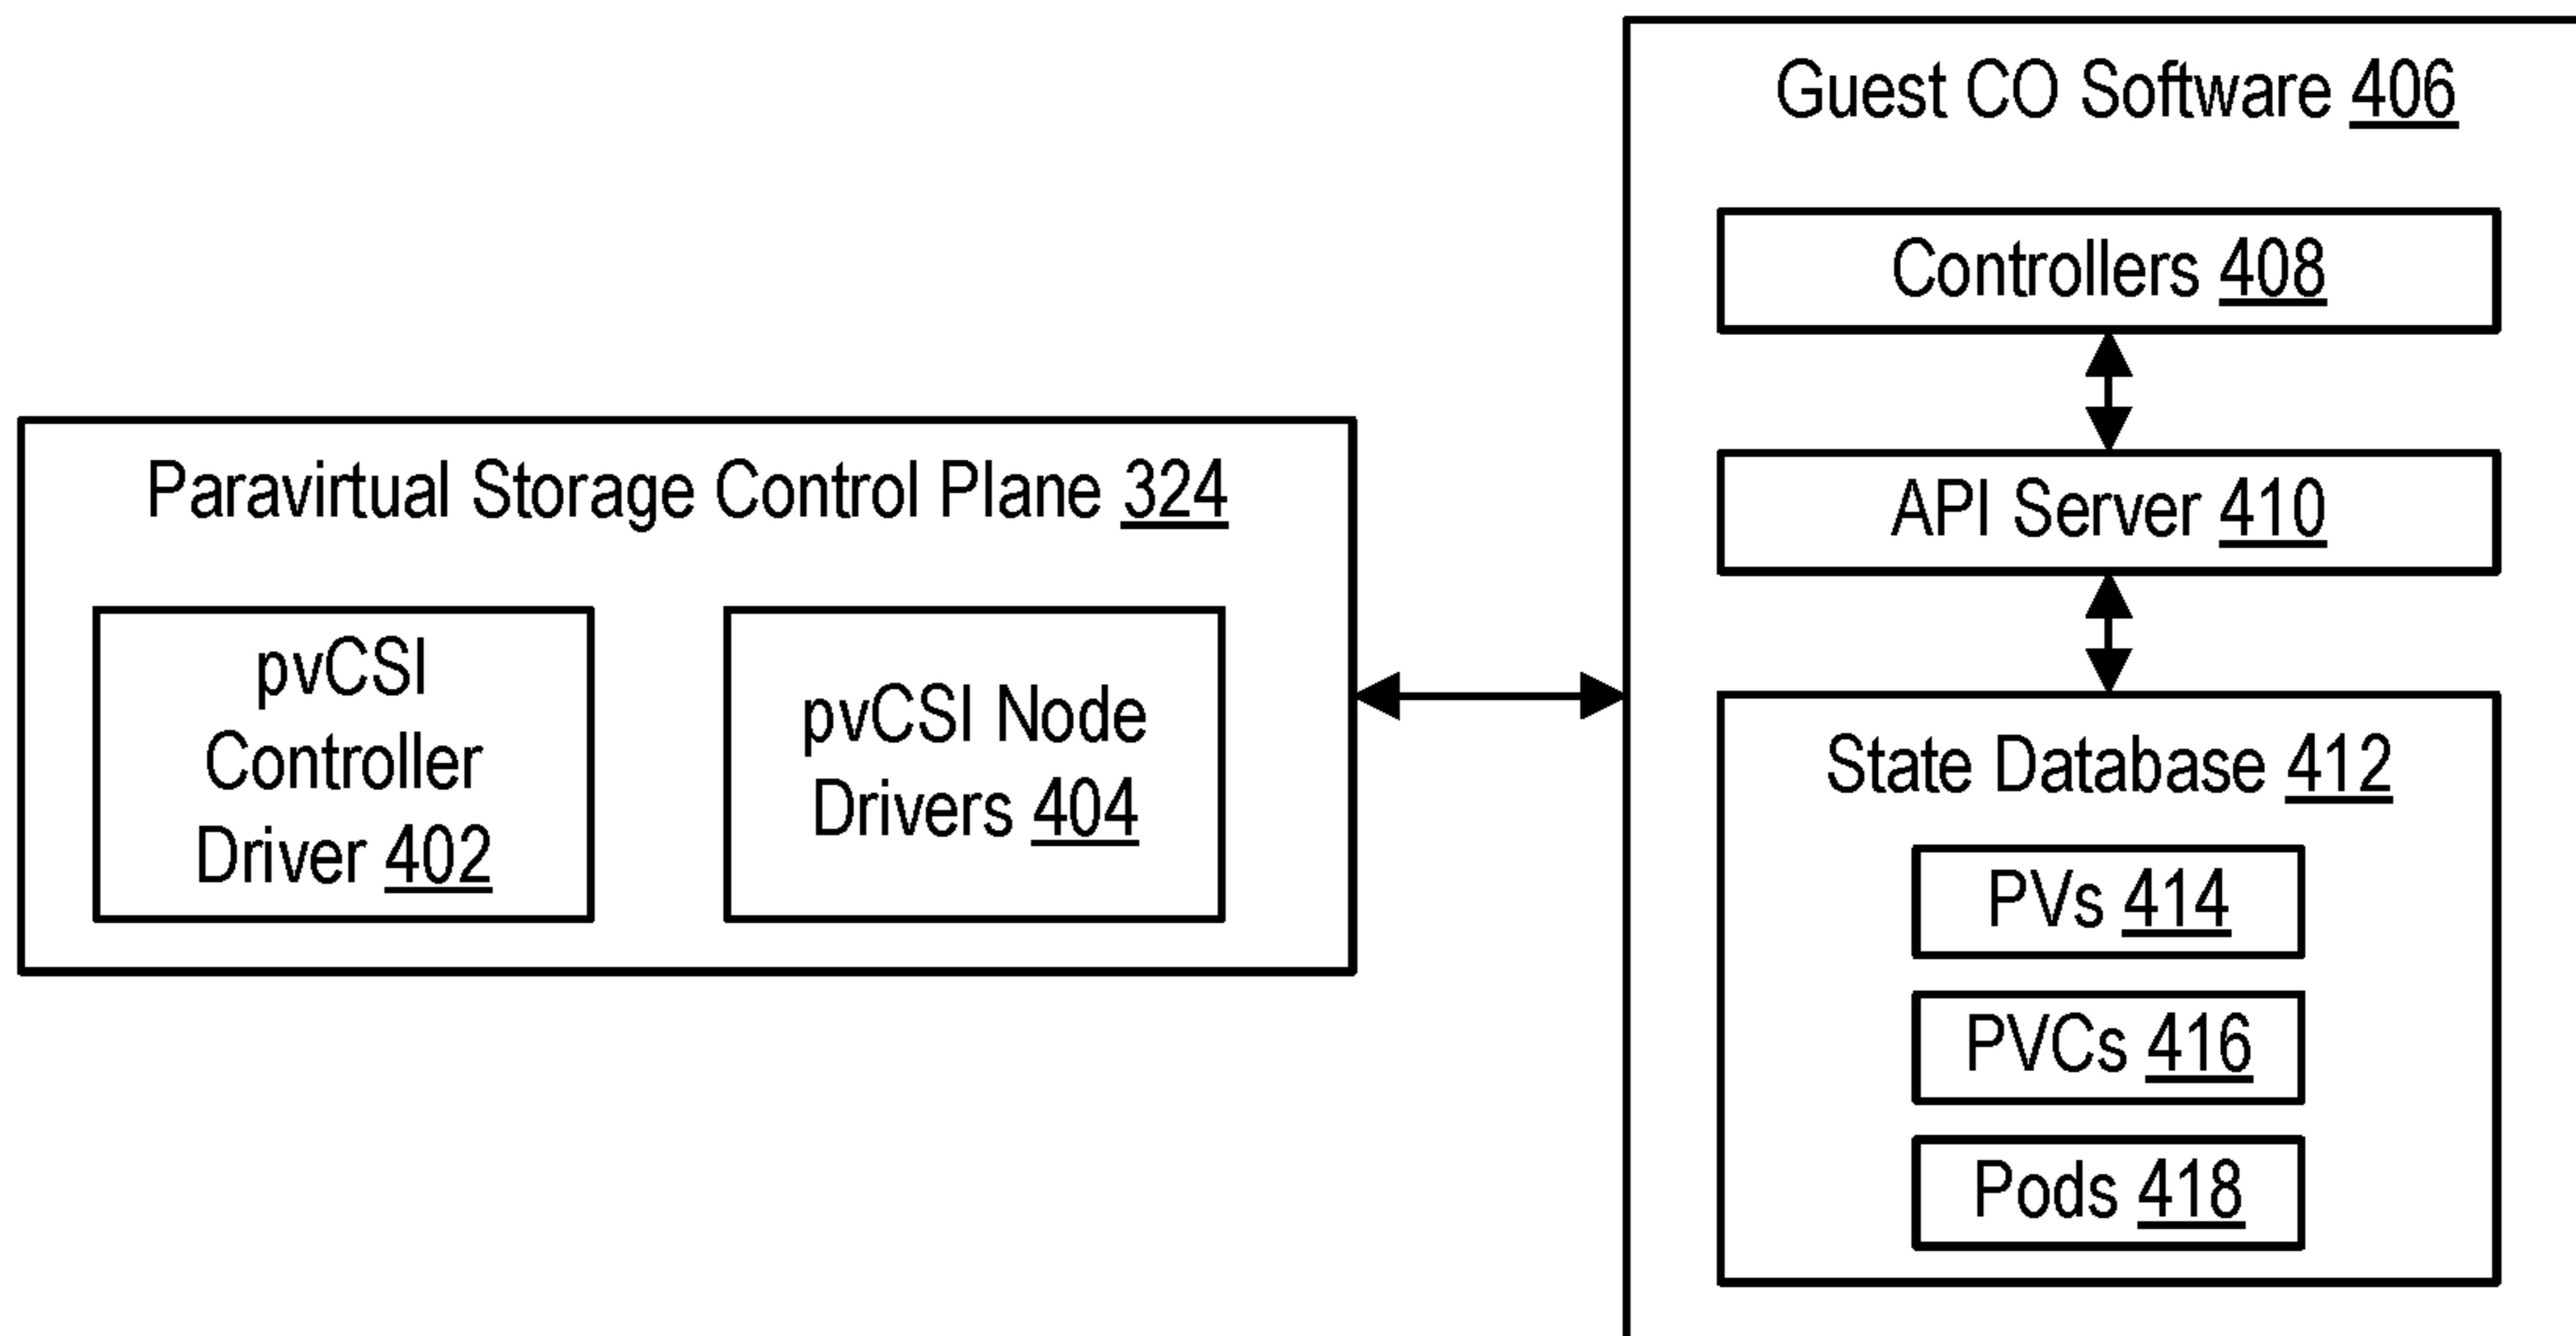 Guest CO Software 406
Controllers 408
API Server 410
State Database 412
PVs 414
PVCs 416
Pods 418
Paravirtual Storage Control Plane 324
pvCSI
Controller
Driver 402
pvCSI Node
Drivers 404